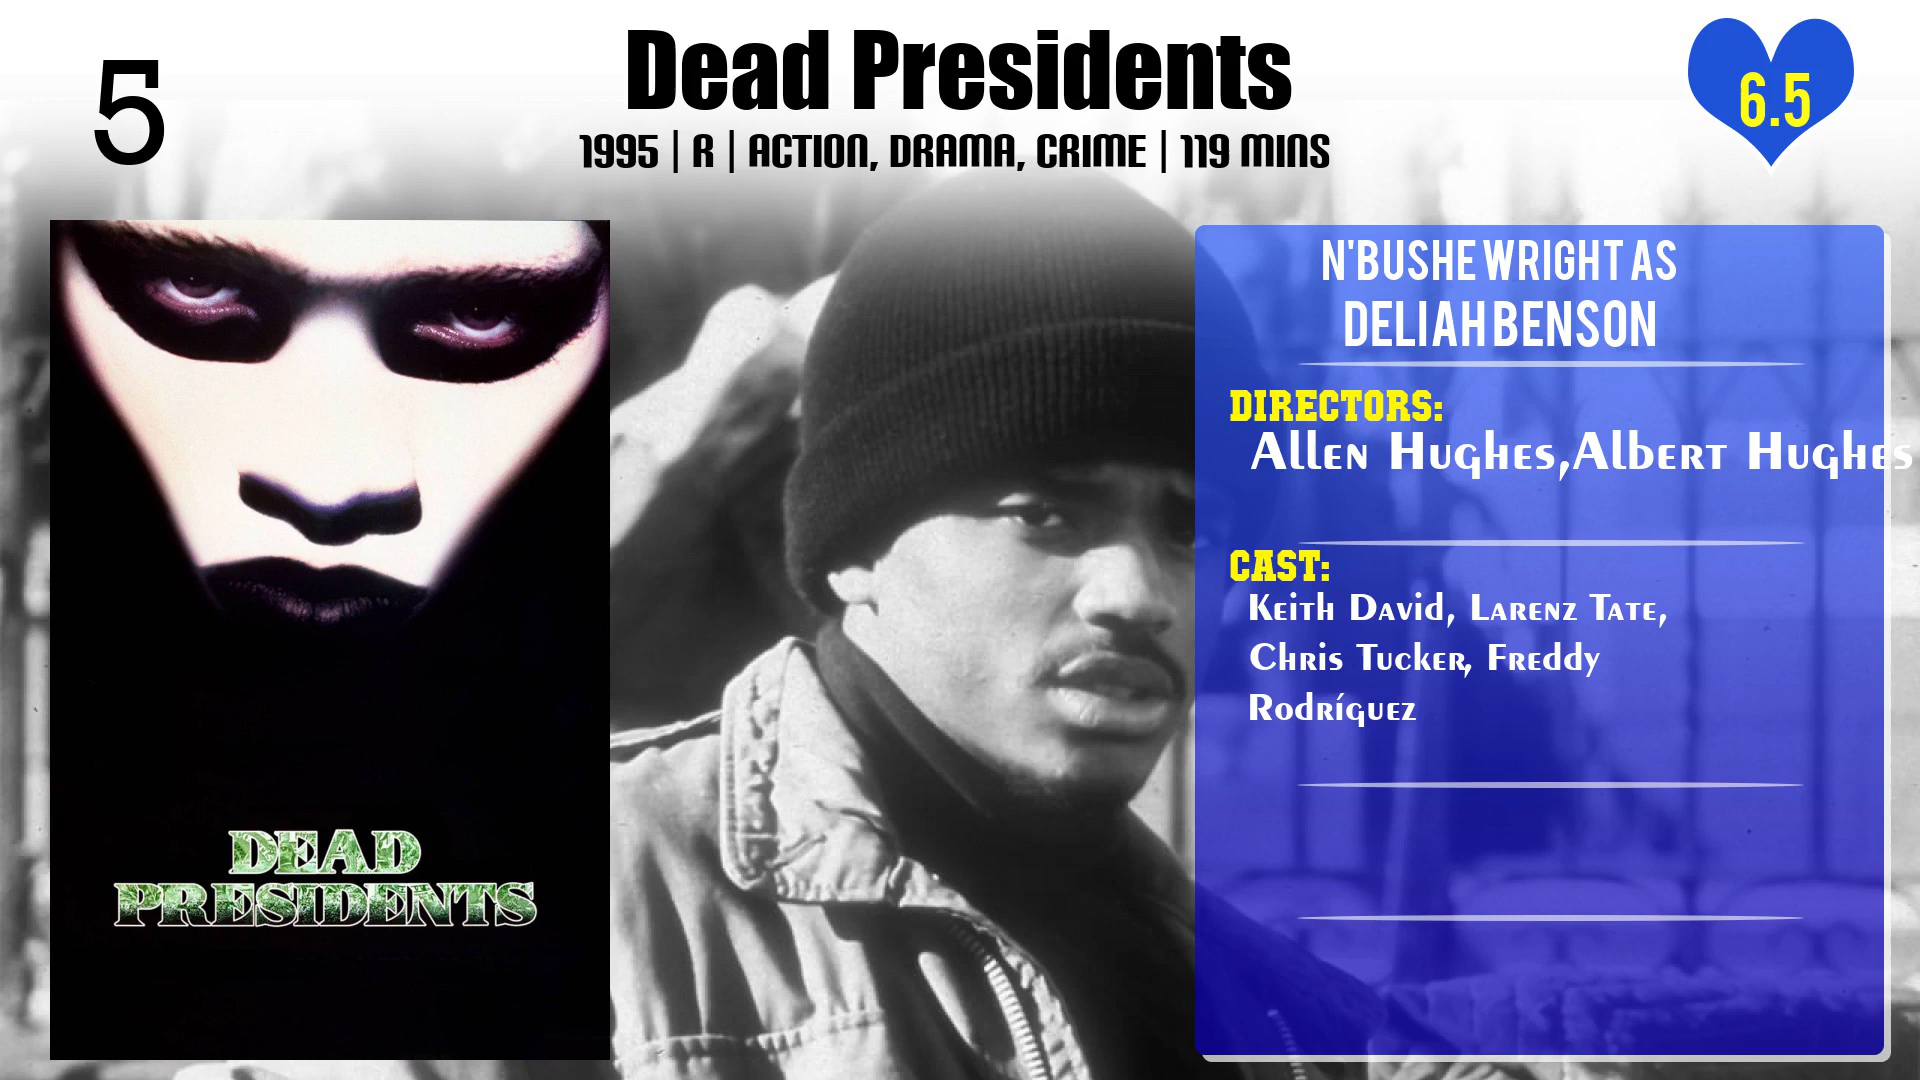 5
Dead Presidents
1995 | R | ACTION, DRAMA, CRIME | 119 MINS
6.5
N'BUSHE WRIGHT AS
DELIAH BENSON
DIRECTORS:
Allen Hughes,Albert Hughes
CAST:
Keith David, Larenz Tate,
Chris Tucker, Freddy
Rodríguez
DEAD
PRESIDENTS